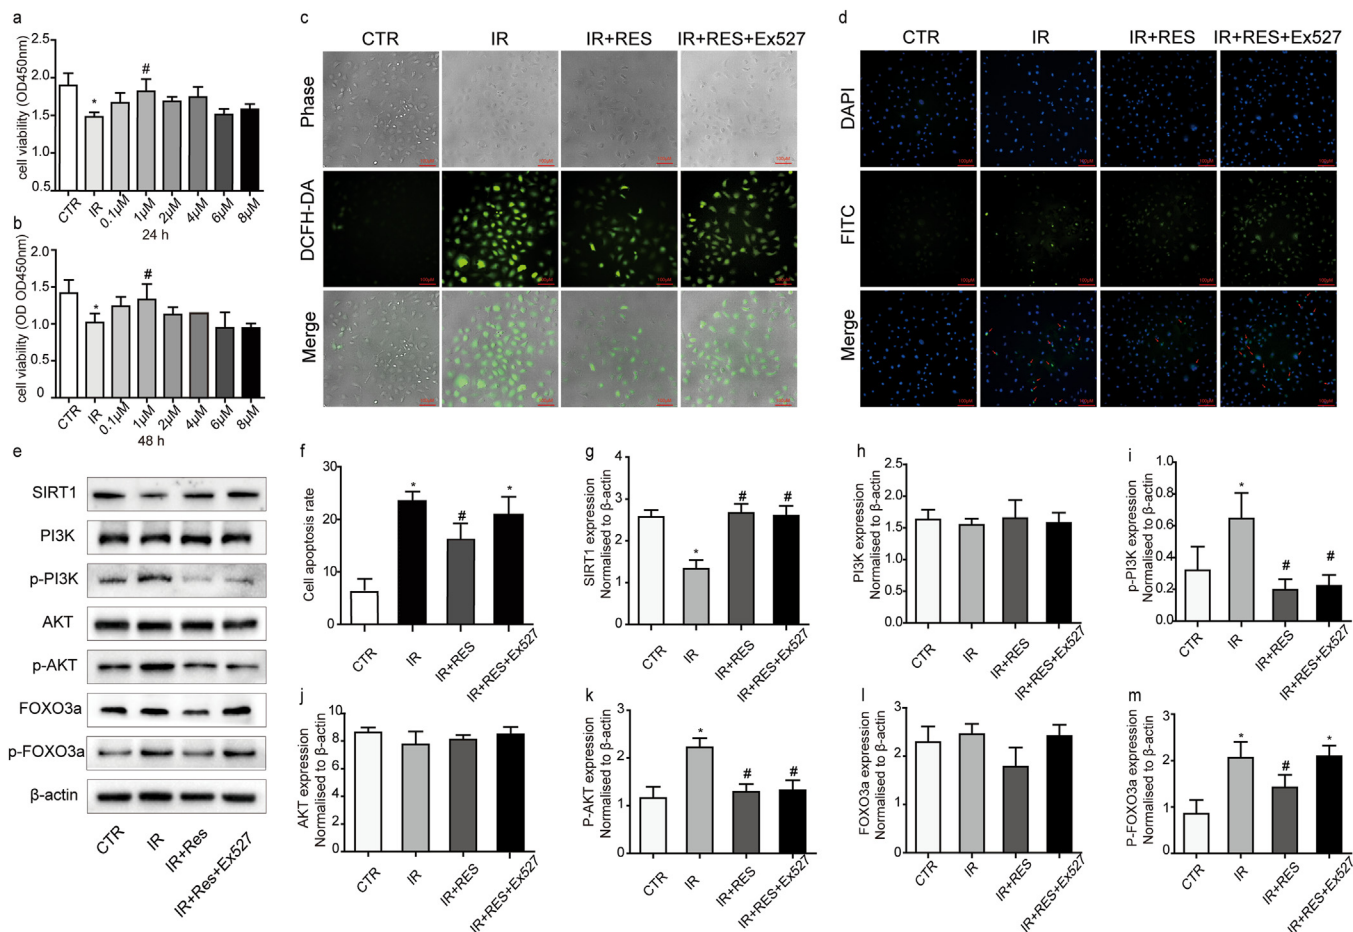 a
cell viability (OD450nm)
2.5
2.0
1.5
1.0
0.5
CTR
IR
0.1μM
1μM
2μM
4μM
6μM
8μM
*
#
24 h
b
cell viability (OD OD450nm)
2.0
1.5
1.0
1.0
0
CTR
IR
0.1μM
1μM
2μM
4μM
6μM
8μM
*
#
48 h
c
CTR
IR
IR+RES
IR+RES+Ex527
Phase
DCFH-DA
Merge
d
CTR
IR
IR+RES
IR+RES+Ex527
DAPI
FITC
Merge
100μM
e
SIRT1
PI3K
p-PI3K
AKT
p-AKT
FOXO3a
p-FOXO3a
β-actin
CTR
IR
IR+Res
IR+Res+Ex527
f
Cell apoptosis rate
30
20
10
0
*
#
*
CTR
IR
IR+RES
IR+RES+Ex527
g
SIRT1 expression
Normalised to β-actin
4
3
2
1
0
*
#
#
CTR
IR
IR+RES
IR+RES+Ex527
h
PI3K expression
Normalised to β-actin
2.5
2.0
1.5
1.0
0.5
0.0
CTR
IR
IR+RES
IR+RES+Ex527
i
p-PI3K expression
Normalised to β-actin
1.0
0.8
0.6
0.4
0.2
0.0
*
#
#
CTR
IR
IR+RES
IR+RES+Ex527
j
AKT expression
Normalised to β-actin
10
8
6
4
2
0
CTR
IR
IR+RES
IR+RES+Ex527
k
P-AKT expression
Normalised to β-actin
3
2
1
0
*
#
#
CTR
IR
IR+RES
IR+RES+Ex527
l
FOXO3a expression
Normalised to β-actin
3
2
1
0
CTR
IR
IR+RES
IR+RES+Ex527
m
P-FOXO3a expression
Normalised to β-actin
3
2
1
0
*
#
*
CTR
IR
IR+RES
IR+RES+Ex527